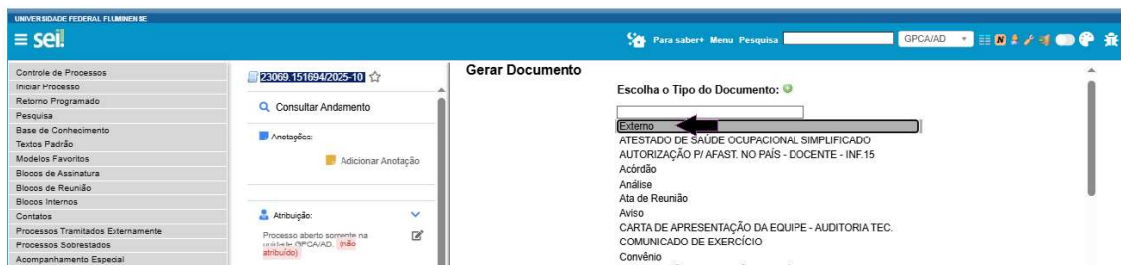 UNIVERSIDADE FEDERAL FLUMINENSE
sei!
Para saber+ Menu Pesquisa
GPCA/AD
N
Controle de Processos
Iniciar Processo
Retorno Programado
Pesquisa
Base de Conhecimento
Textos Padrão
Modelos Favoritos
Blocos de Assinatura
Blocos de Reunião
Blocos Internos
Contatos
Processos Tramitados Externamente
Processos Sobrestados
Acompanhamento Especial
23069.151694/2025-10
Consultar Andamento
Anotações:
Adicionar Anotação
Atribuição:
Processo aberto somente na
unidade GPCA/AD. (não
atribuído)
Gerar Documento
Escolha o Tipo do Documento:
Externo
ATESTADO DE SAÚDE OCUPACIONAL SIMPLIFICADO
AUTORIZAÇÃO P/ AFAST. NO PAÍS - DOCENTE - INF.15
Acórdão
Análise
Ata de Reunião
Aviso
CARTA DE APRESENTAÇÃO DA EQUIPE - AUDITORIA TEC.
COMUNICADO DE EXERCÍCIO
Convênio